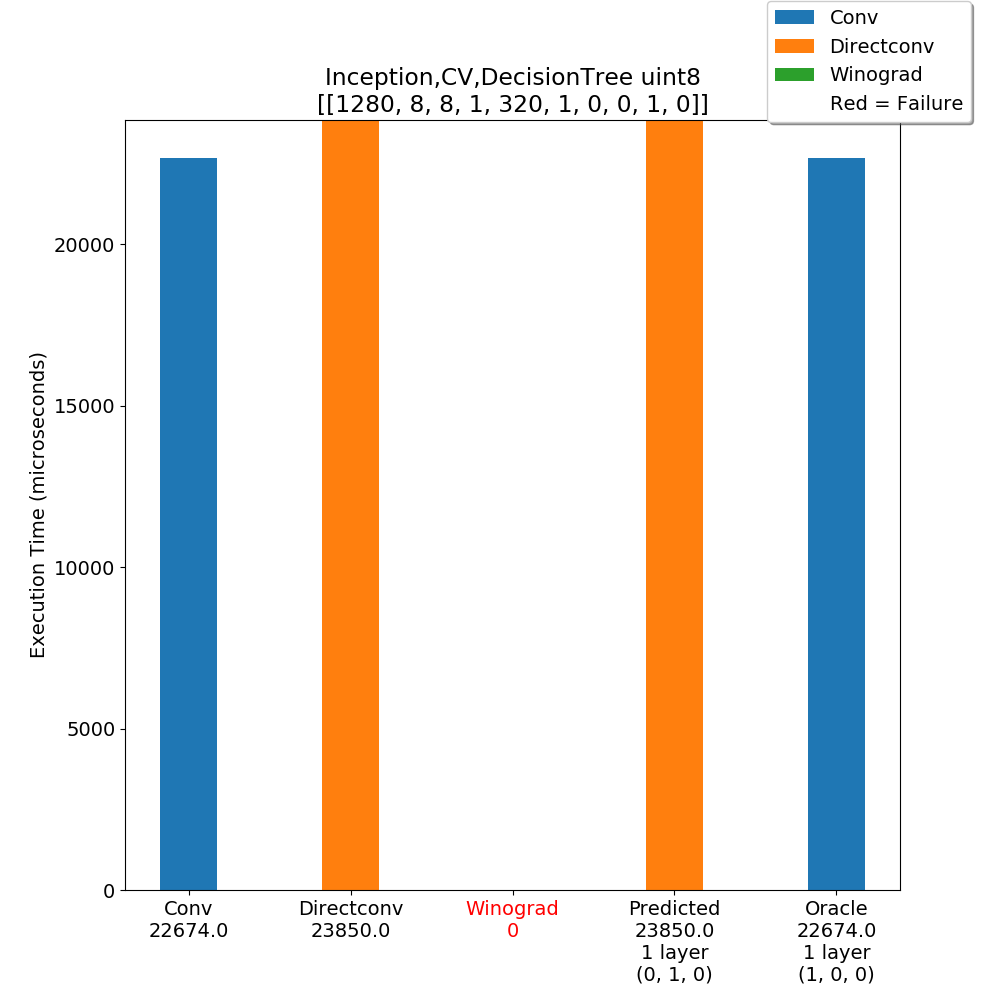 Conv
Directconv
Winograd
Red = Failure
Inception,CV,DecisionTree uint8
[[1280, 8, 8, 1, 320, 1, 0, 0, 1, 0]]
Execution Time (microseconds)
20000
15000
10000
5000
0
Conv
22674.0
Directconv
23850.0
Winograd
0
Predicted
23850.0
1 layer
(0, 1, 0)
Oracle
22674.0
1 layer
(1, 0, 0)